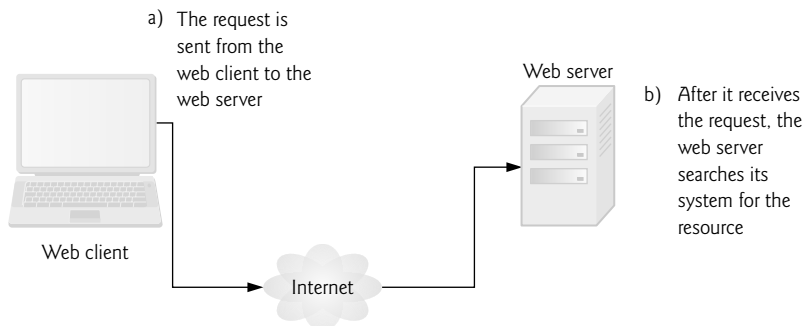 a) The request is
sent from the
web client to the
web server
Web server
b) After it receives
the request, the
web server
searches its
system for the
resource
Web client
Internet